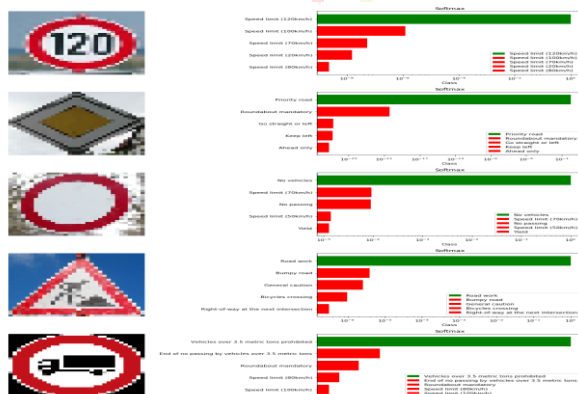 Softmax
120
Speed limit (120km/h)
Speed limit (100km/h)
Speed limit (70km/h)
Speed limit (20km/h)
Speed limit (80km/h)
Speed limit (120km/h)
Speed limit (100km/h)
Speed limit (70km/h)
Speed limit (20km/h)
Speed limit (80km/h)
Class
Softmax
Priority road
Roundabout mandatory
Go straight or left
Keep left
Ahead only
Priority road
Roundabout mandatory
Go straight or left
Keep left
Ahead only
Class
Softmax
No vehicles
Speed limit (70km/h)
No passing
Speed limit (50km/h)
Yield
No vehicles
Speed limit (70km/h)
No passing
Speed limit (50km/h)
Yield
Class
Softmax
Road work
Bumpy road
General caution
Bicycles crossing
Right-of-way at the next intersection
Road work
Bumpy road
General caution
Bicycles crossing
Right-of-way at the next intersection
Class
Softmax
Vehicles over 3.5 metric tons prohibited
End of no passing by vehicles over 3.5 metric tons
Roundabout mandatory
Speed limit (80km/h)
Speed limit (100km/h)
Vehicles over 3.5 metric tons prohibited
End of no passing by vehicles over 3.5 metric tons
Roundabout mandatory
Speed limit (80km/h)
Speed limit (100km/h)